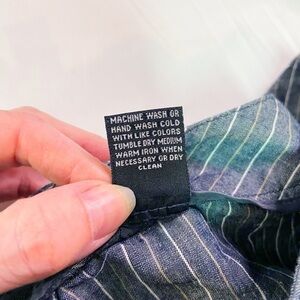 MACHINE WASH OR
HAND WASH COLD
WITH LIKE COLORS
TUMBLE DRY MEDIUM
WARM IRON WHEN
NECESSARY OR DRY
CLEAN